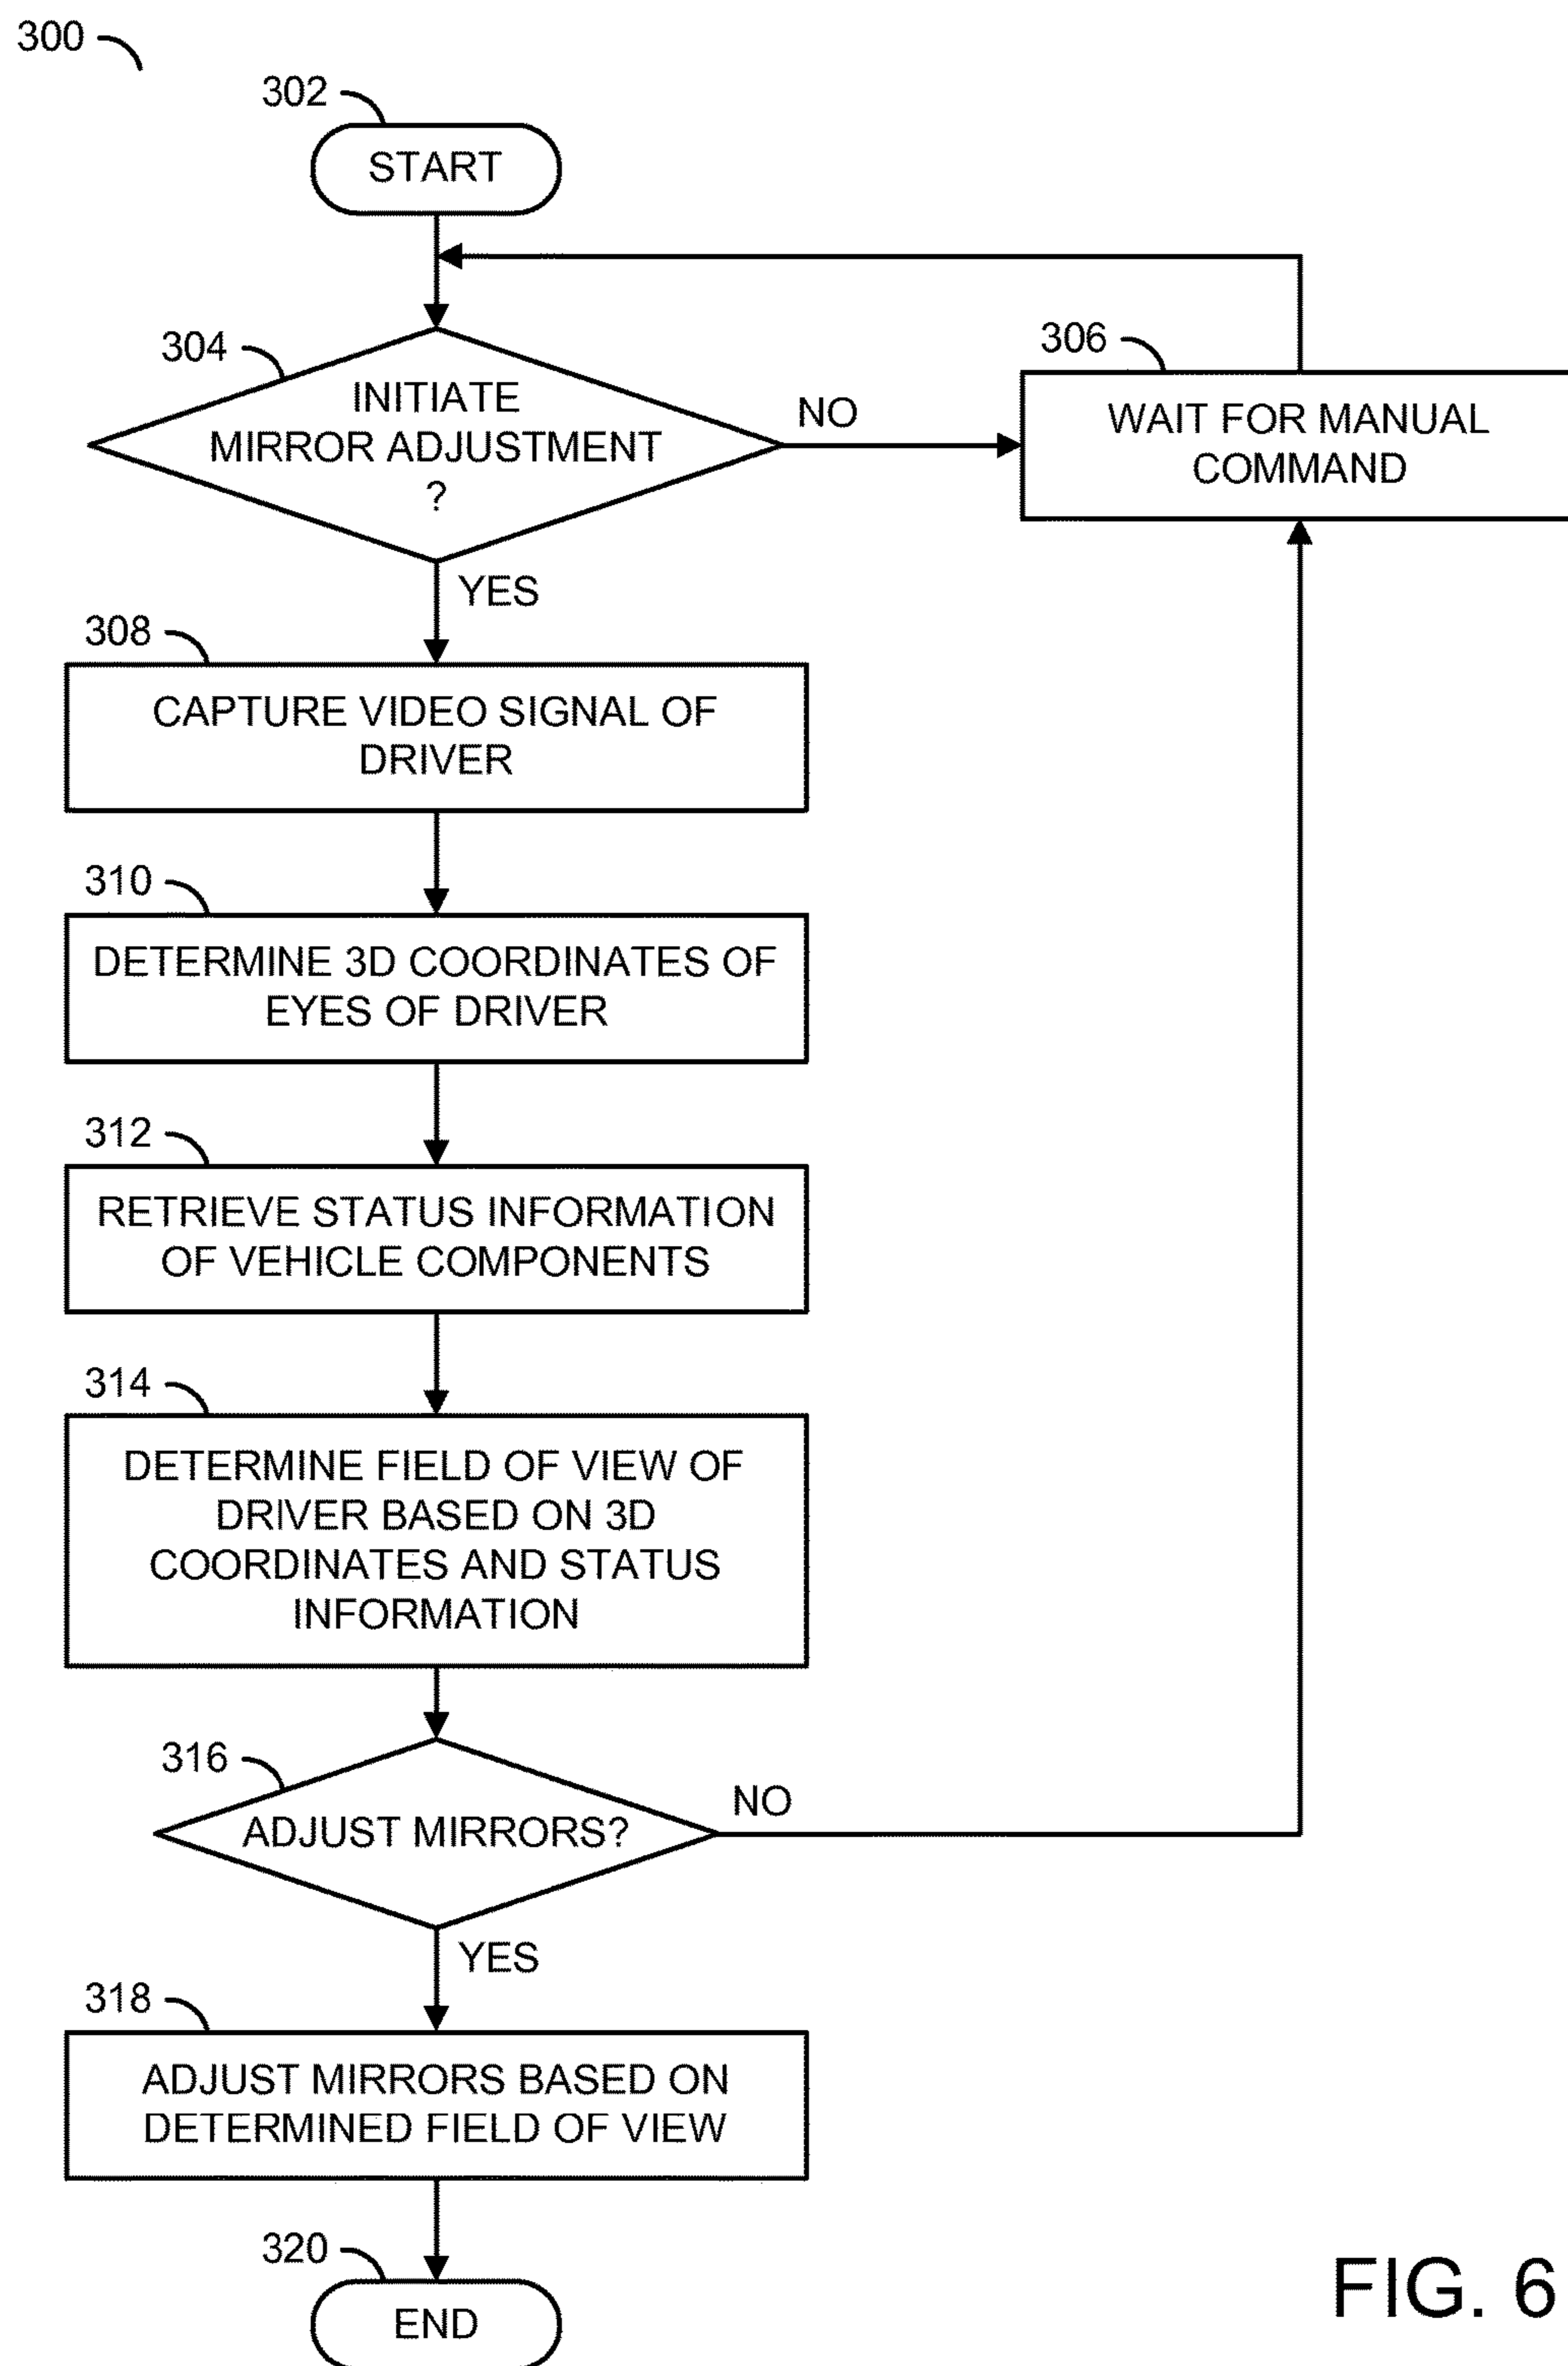 300
302
START
304
INITIATE
MIRROR ADJUSTMENT
?
NO
306
WAIT FOR MANUAL
COMMAND
YES
308
CAPTURE VIDEO SIGNAL OF
DRIVER
310
DETERMINE 3D COORDINATES OF
EYES OF DRIVER
312
RETRIEVE STATUS INFORMATION
OF VEHICLE COMPONENTS
314
DETERMINE FIELD OF VIEW OF
DRIVER BASED ON 3D
COORDINATES AND STATUS
INFORMATION
316
ADJUST MIRRORS?
NO
YES
318
ADJUST MIRRORS BASED ON
DETERMINED FIELD OF VIEW
320
END
FIG. 6